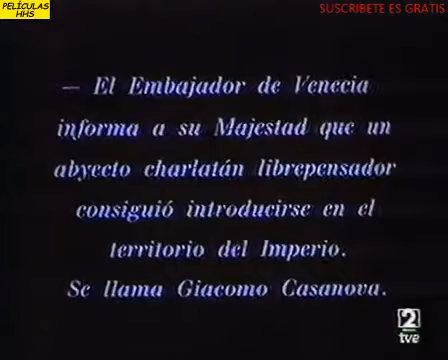 PELÍCULAS
HHS
SUSCRIBETE ES GRATIS
— El Embajador de Venecia
informa a su Majestad que un
abyecto charlatán librepensador
consiguió introducirse en el
territorio del Imperio.
Se llama Giacomo Casanova.
2
tve